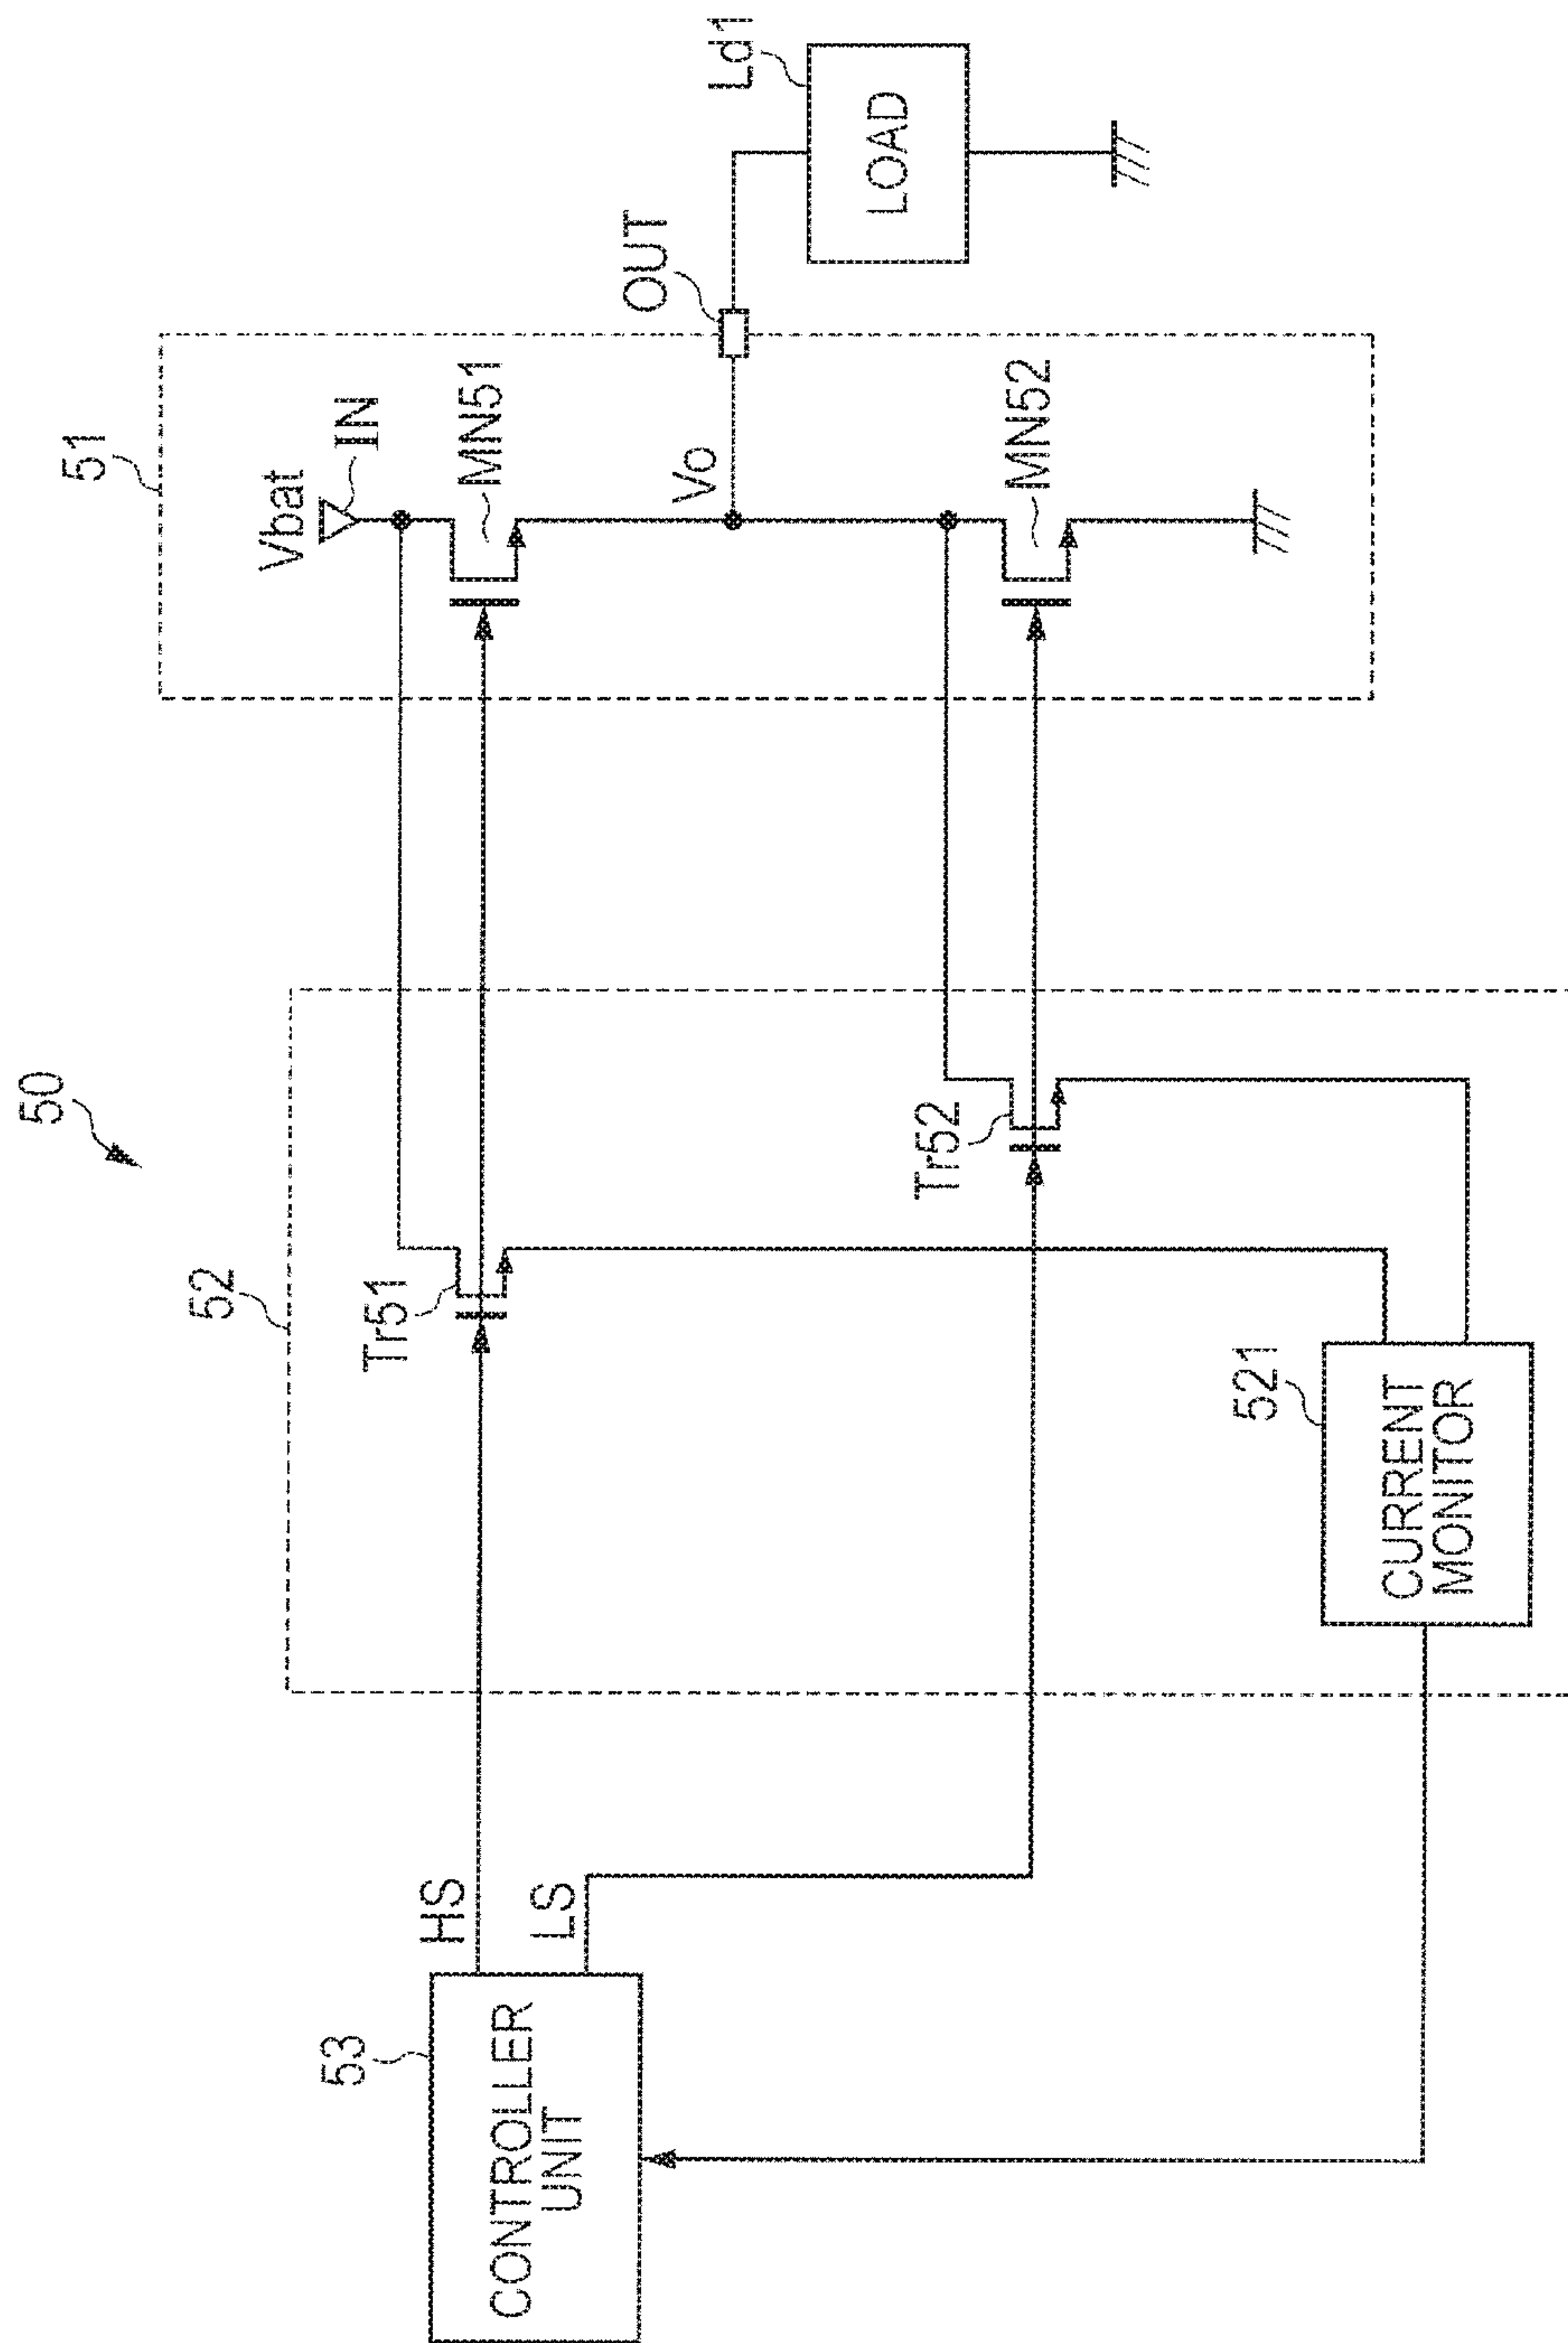 50
51
Vbat
IN
MN51
OUT
Ld1
LOAD
Vo
MN52
52
Tr51
Tr52
521
CURRENT
MONITOR
53
HS
LS
CONTROLLER
UNIT